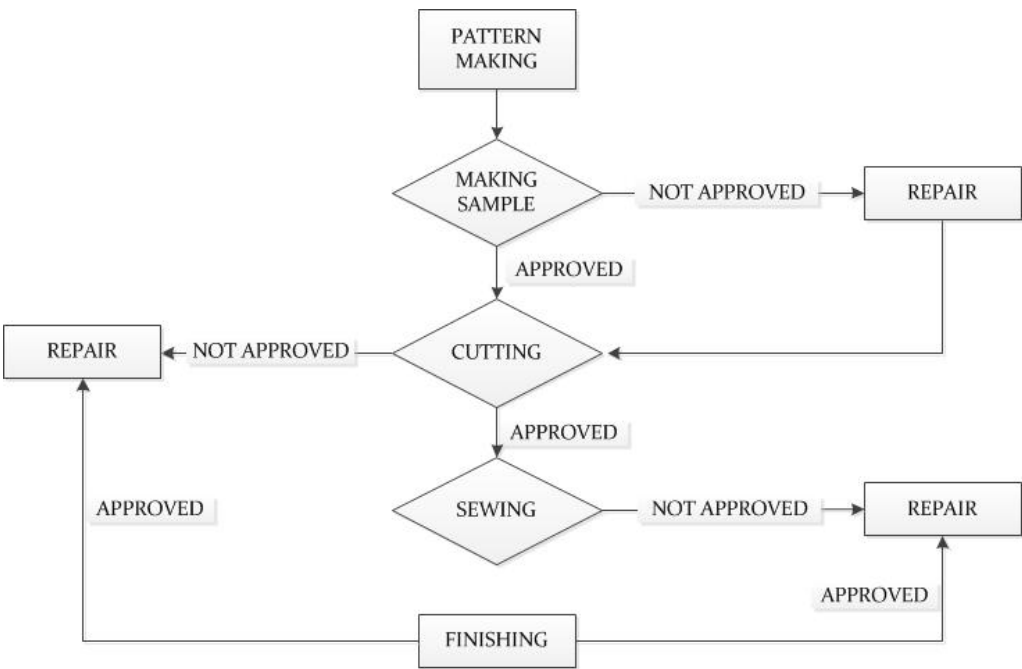 PATTERN
MAKING
MAKING
SAMPLE
NOT APPROVED
REPAIR
APPROVED
REPAIR
NOT APPROVED
CUTTING
APPROVED
APPROVED
SEWING
NOT APPROVED
REPAIR
APPROVED
FINISHING